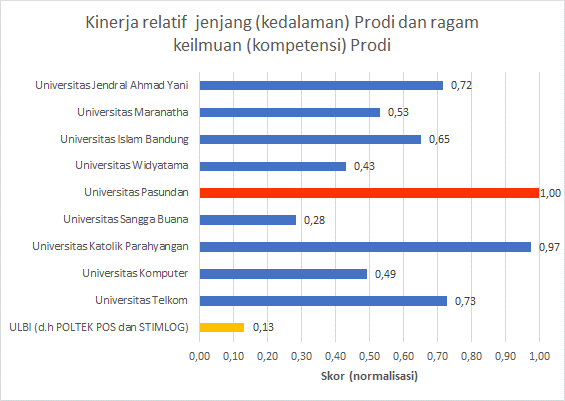 Kinerja relatif jenjang (kedalaman) Prodi dan ragam
keilmuan (kompetensi) Prodi
Universitas Jendral Ahmad Yani 0,72
Universitas Maranatha 0,53
Universitas Islam Bandung 0,65
Universitas Widyatama 0,43
Universitas Pasundan 1,00
Universitas Sangga Buana 0,28
Universitas Katolik Parahyangan 0,97
Universitas Komputer 0,49
Universitas Telkom 0,73
ULBI (d.h POLTEK POS dan STIMLOG) 0,13
0,00 0,10 0,20 0,30 0,40 0,50 0,60 0,70 0,80 0,90 1,00
Skor (normalisasi)